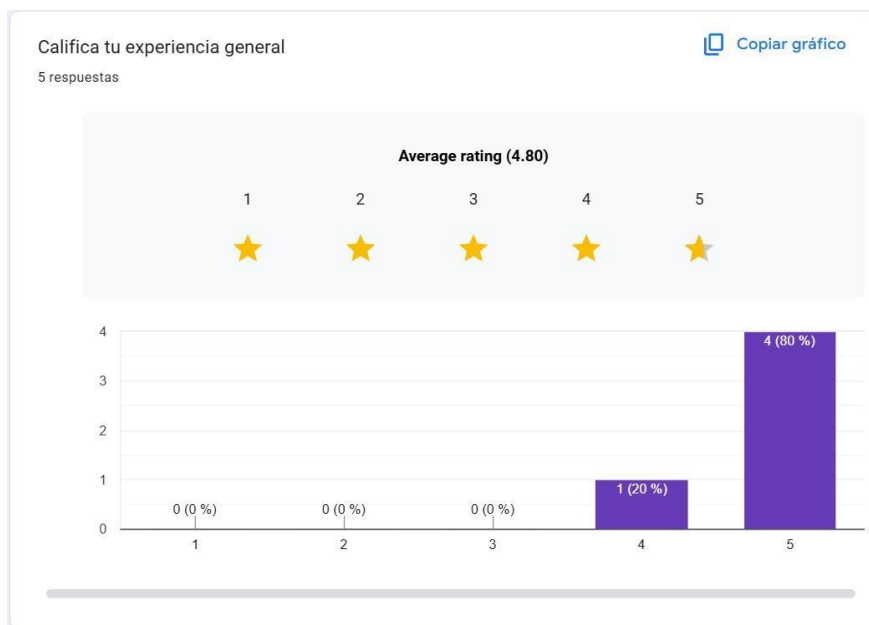 Califica tu experiencia general
Copiar gráfico
5 respuestas
Average rating (4.80)
1 2 3 4 5
4
4 (80 %)
3
2
1
1 (20 %)
0 (0 %) 0 (0 %) 0 (0 %)
0
1 2 3 4 5